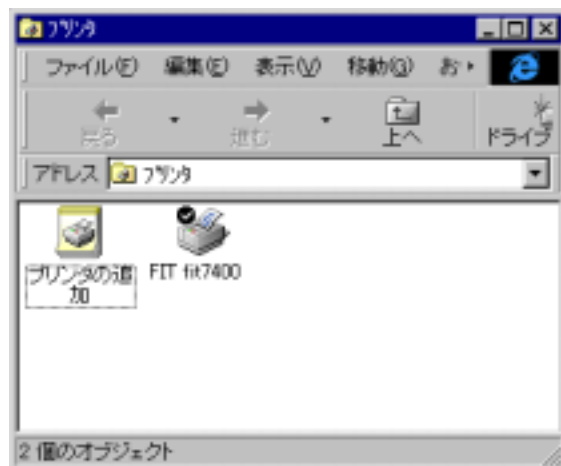 プリンタ
ファイル(F) 編集(E) 表示(V) 移動(G) お
戻る 進む 上へ ドライブ
アドレス プリンタ
プリンタの追
加
FIT fit7400
2 個のオブジェクト